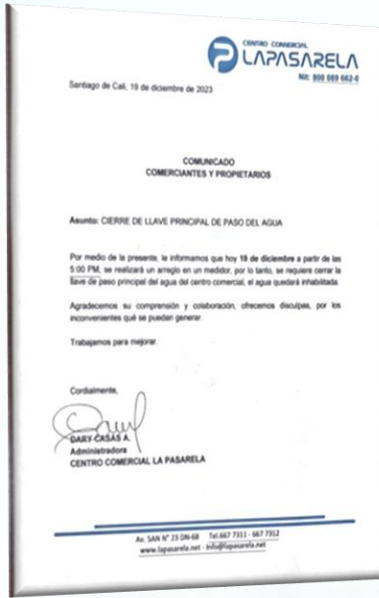 CENTRO COMERCIAL
LAPASARELA
Nit: 800 089 662-0
Santiago de Cali, 19 de diciembre de 2023
COMUNICADO
COMERCIANTES Y PROPIETARIOS
Asunto: CIERRE DE LLAVE PRINCIPAL DE PASO DEL AGUA
Por medio de la presente, le informamos que hoy 19 de diciembre a partir de las
5:00 PM, se realizará un arreglo en un medidor, por lo tanto, se requiere cerrar la
llave de paso principal del agua del centro comercial, el agua quedará inhabilitada.
Agradecemos su comprensión y colaboración, ofrecemos disculpas, por los
inconvenientes qué se puedan generar.
Trabajamos para mejorar.
Cordialmente,
DARY CASAS A.
Administradora
CENTRO COMERCIAL LA PASARELA
Av. 5AN N° 23 DN-68 Tel.667 7311 - 667 7312
www.lapasarela.net - info@lapasarela.net